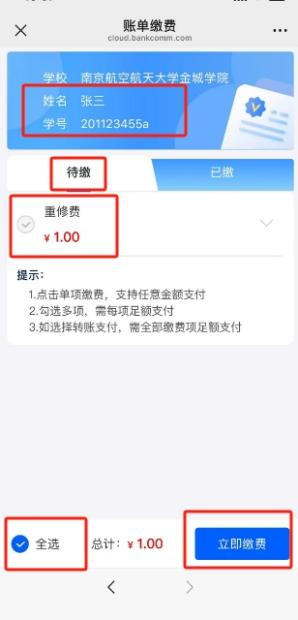 账单缴费
cloud.bankcomm.com
学校 南京航空航天大学金城学院
姓名 张三
学号 201123455a
待缴
已缴
重修费
¥ 1.00
提示：
1.点击单项缴费，支持任意金额支付
2.勾选多项，需每项足额支付
3.如选择转账支付，需全部缴费项足额支付
全选
总计：¥ 1.00
立即缴费